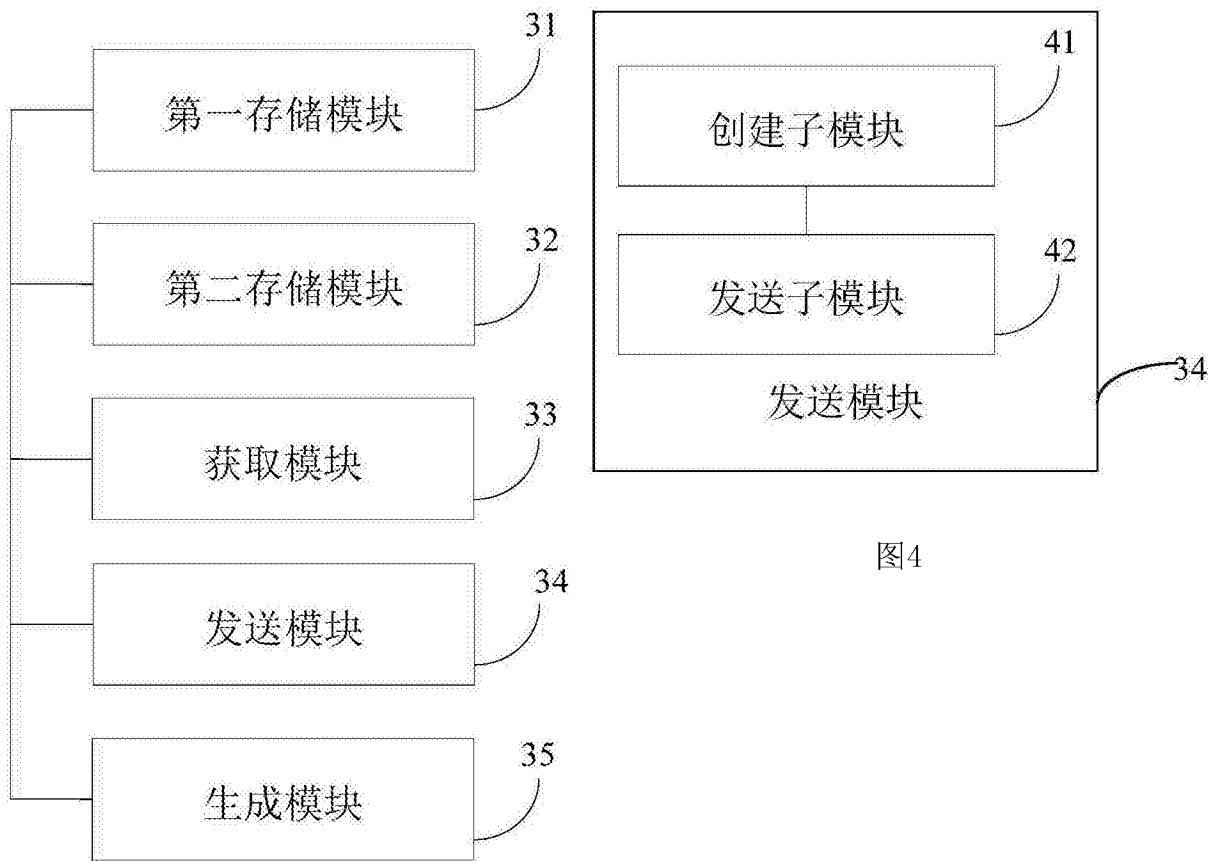 31
第一存储模块
32
第二存储模块
33
获取模块
34
发送模块
35
生成模块
41
创建子模块
42
发送子模块
34
发送模块
图4